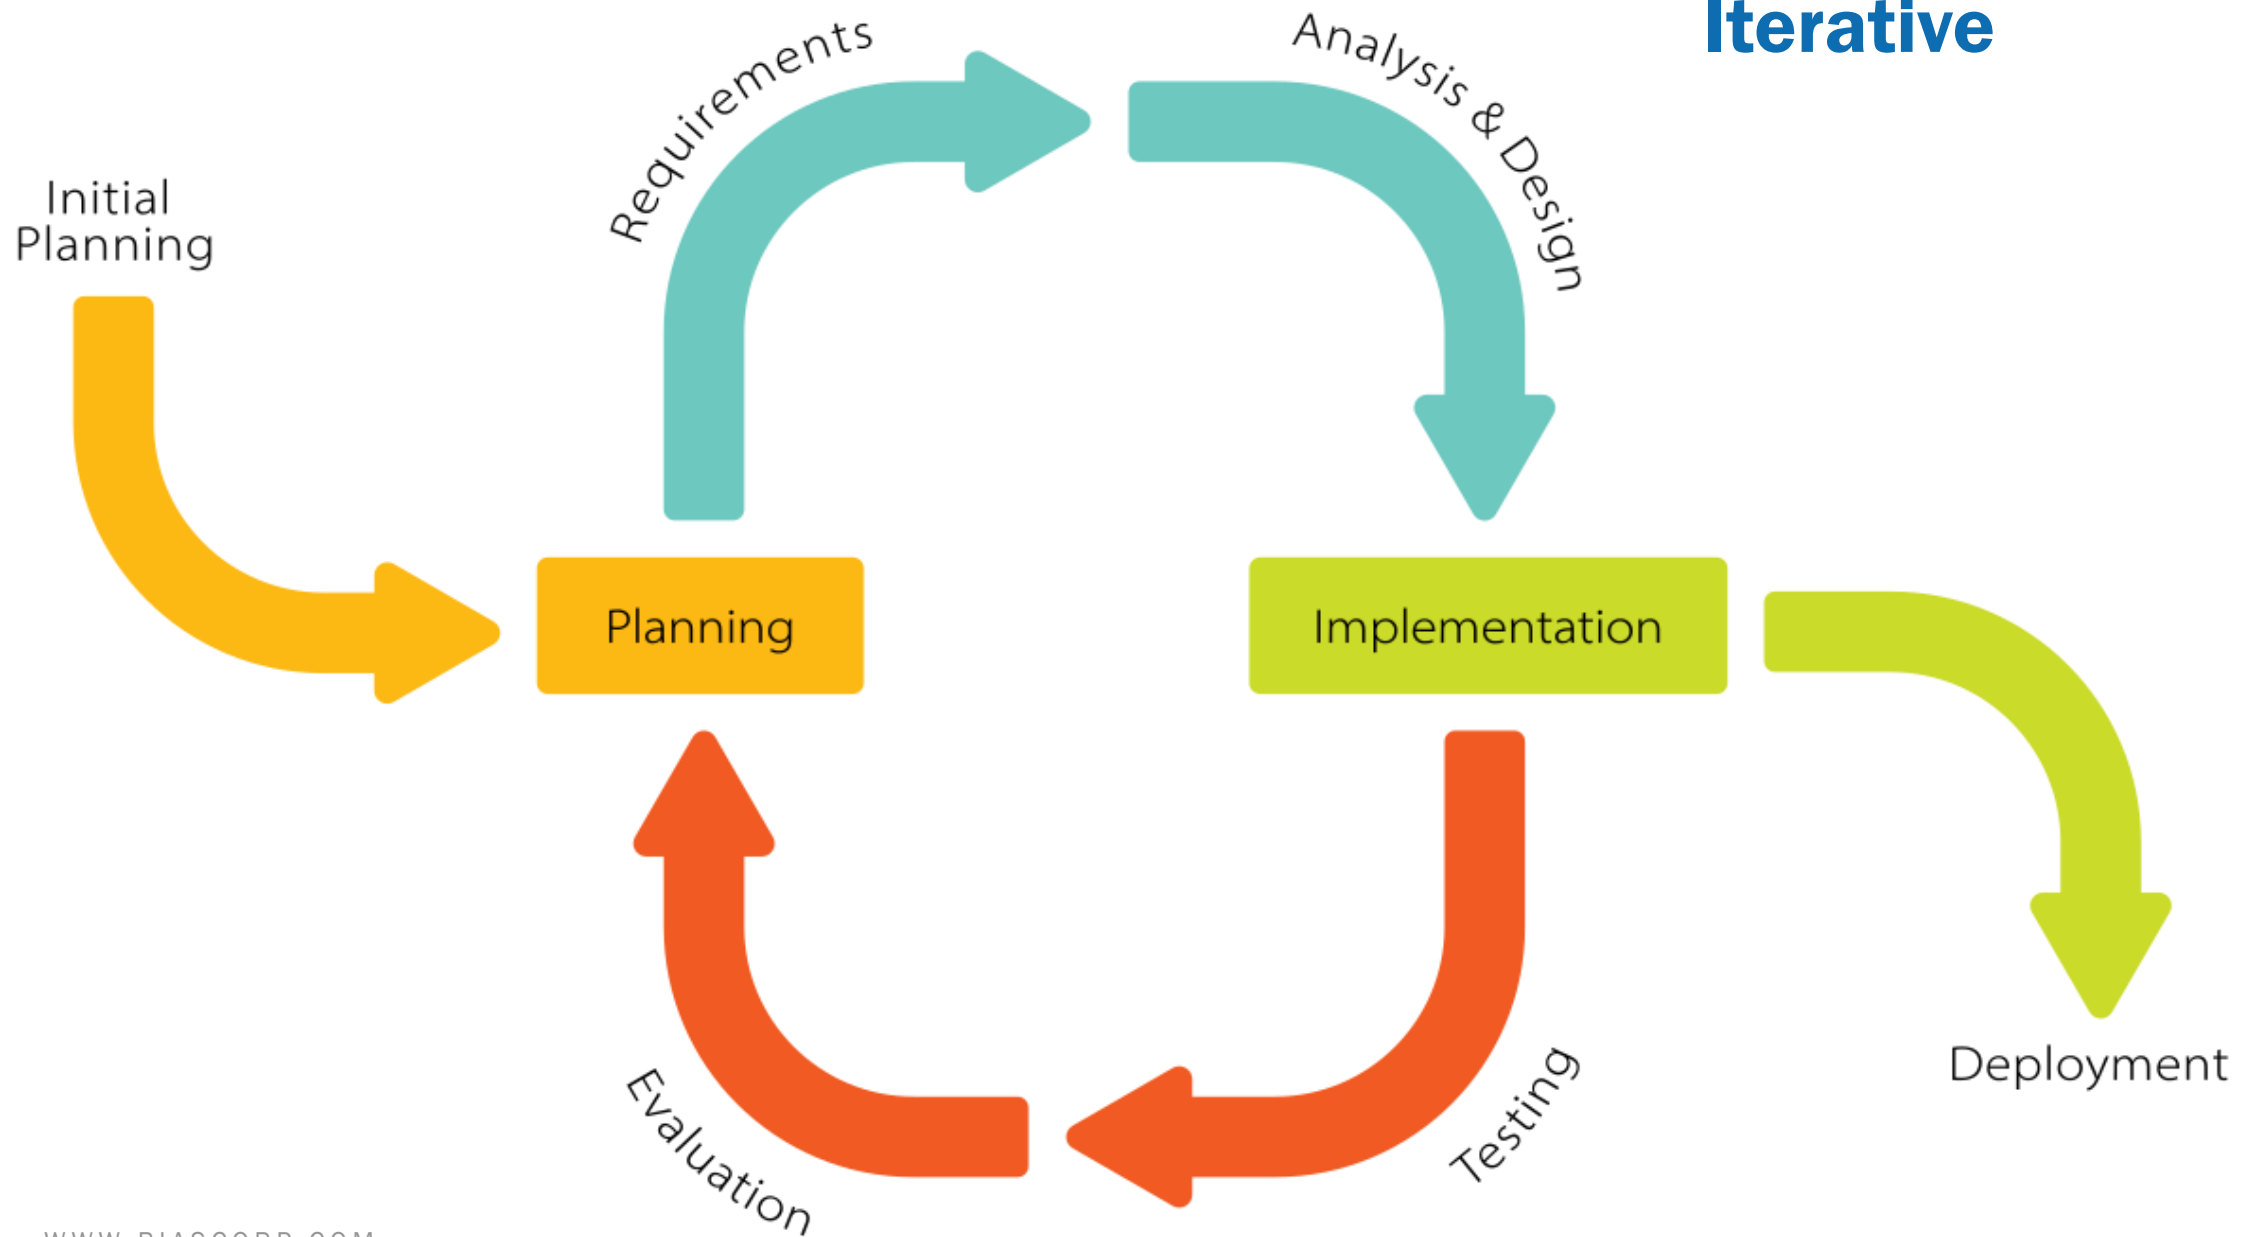 Iterative
Requirements
Analysis & Design
Initial
Planning
Planning
Implementation
Testing
Evaluation
Deployment